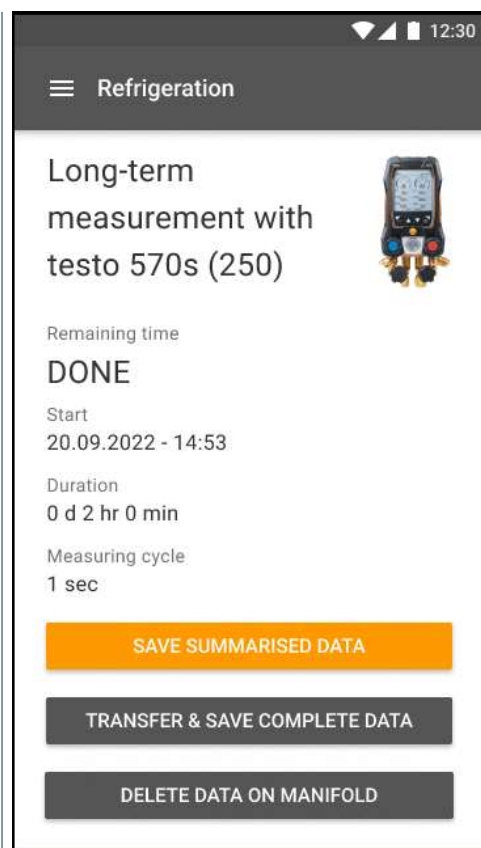 12:30
Refrigeration
Long-term
measurement with
testo 570s (250)
Remaining time
DONE
Start
20.09.2022 - 14:53
Duration
0 d 2 hr 0 min
Measuring cycle
1 sec
SAVE SUMMARISED DATA
TRANSFER & SAVE COMPLETE DATA
DELETE DATA ON MANIFOLD